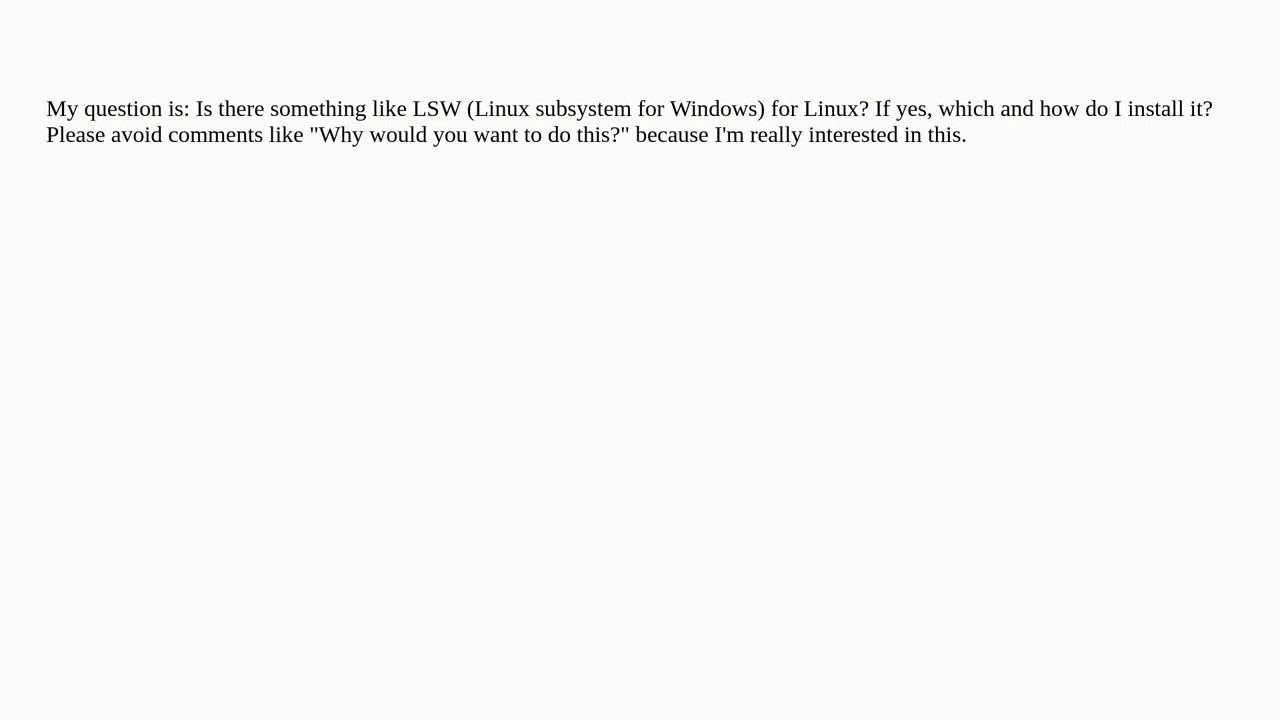 My question is: Is there something like LSW (Linux subsystem for Windows) for Linux? If yes, which and how do I install it?
Please avoid comments like "Why would you want to do this?" because I'm really interested in this.